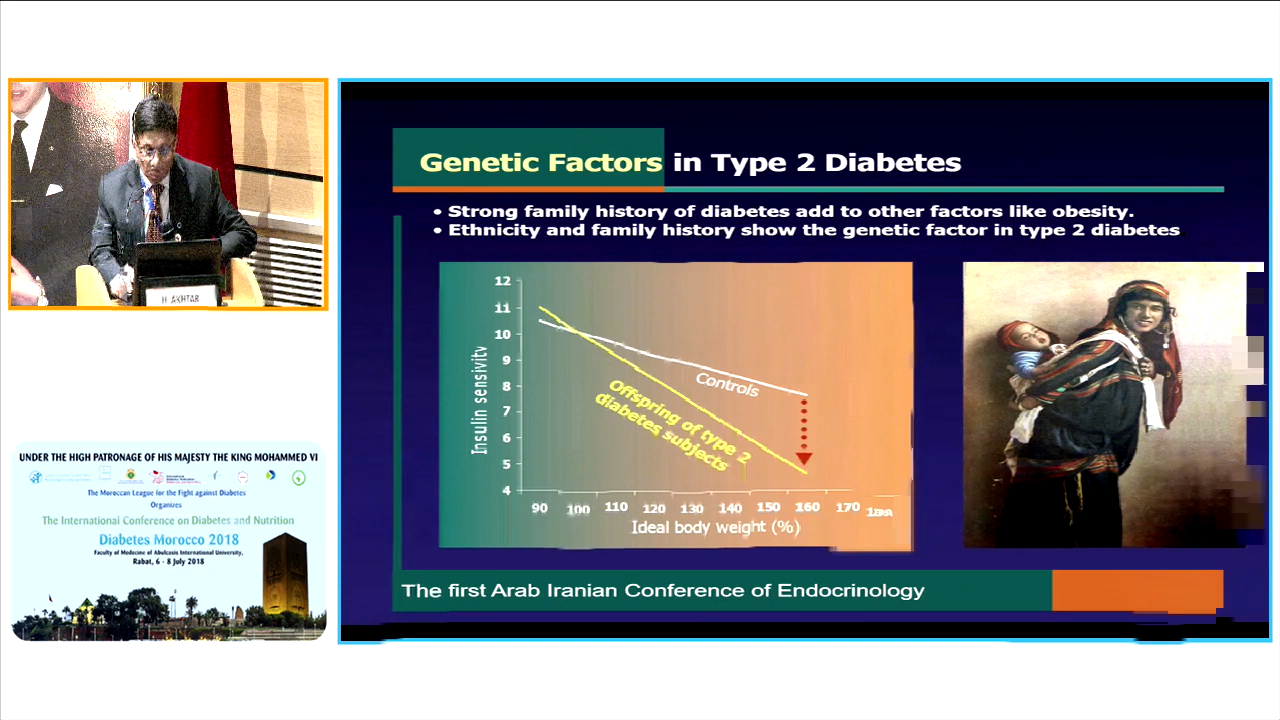 H. AKHTAR
UNDER THE HIGH PATRONAGE OF HIS MAJESTY THE KING MOHAMMED VI
The Moroccan League for the Fight against Diabetes
Organizes
The International Conference on Diabetes and Nutrition
Diabetes Morocco 2018
Faculty of Medecine of Abulcasis International University,
Rabat, 6 - 8 July 2018
Genetic Factors in Type 2 Diabetes
• Strong family history of diabetes add to other factors like obesity.
• Ethnicity and family history show the genetic factor in type 2 diabetes
12
11
10
9
8
7
6
5
4
Insulin sensivity
Controls
Offspring of type 2
diabetes subjects
90 100 110 120 130 140 150 160 170
Ideal body weight (%)
The first Arab Iranian Conference of Endocrinology